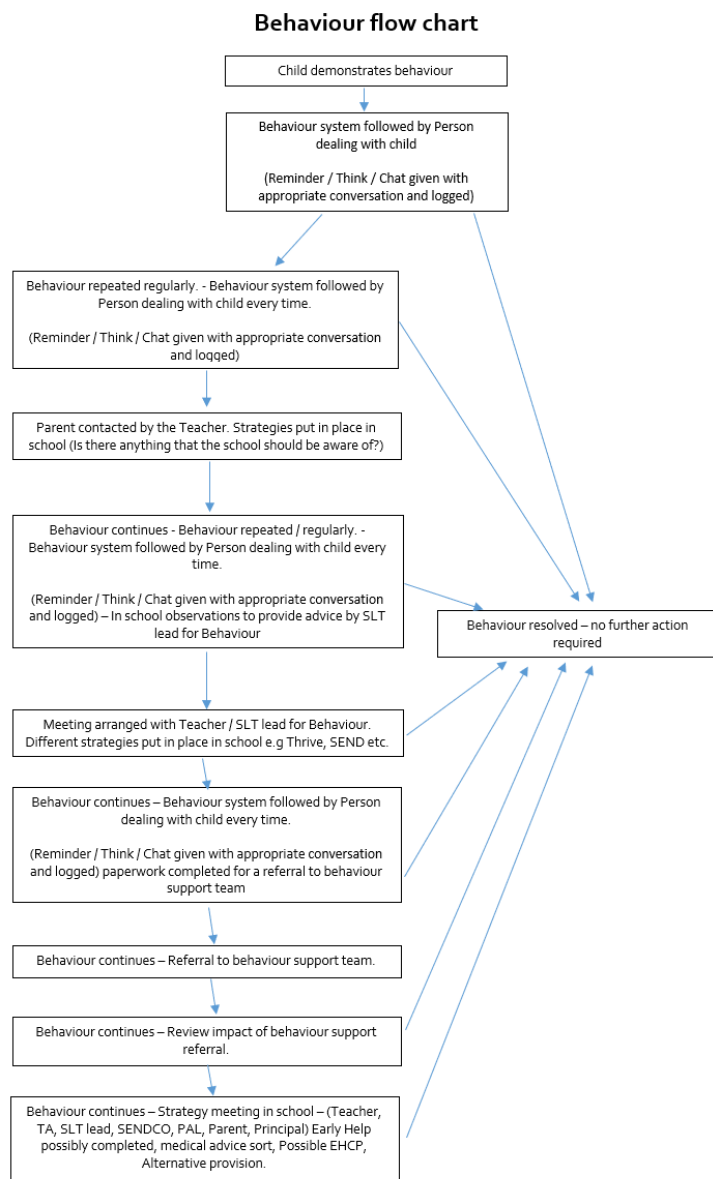 Behaviour flow chart
Child demonstrates behaviour
Behaviour system followed by Person
dealing with child
(Reminder / Think / Chat given with
appropriate conversation and logged)
Behaviour repeated regularly. - Behaviour system followed by
Person dealing with child every time.
(Reminder / Think / Chat given with appropriate conversation
and logged)
Parent contacted by the Teacher. Strategies put in place in
school (Is there anything that the school should be aware of?)
Behaviour continues - Behaviour repeated / regularly. -
Behaviour system followed by Person dealing with child every
time.
(Reminder / Think / Chat given with appropriate conversation
and logged) – In school observations to provide advice by SLT
lead for Behaviour
Behaviour resolved – no further action
required
Meeting arranged with Teacher / SLT lead for Behaviour.
Different strategies put in place in school e.g Thrive, SEND etc.
Behaviour continues – Behaviour system followed by Person
dealing with child every time.
(Reminder / Think / Chat given with appropriate conversation
and logged) paperwork completed for a referral to behaviour
support team
Behaviour continues – Referral to behaviour support team.
Behaviour continues – Review impact of behaviour support
referral.
Behaviour continues – Strategy meeting in school – (Teacher,
TA, SLT lead, SENDCO, PAL, Parent, Principal) Early Help
possibly completed, medical advice sort, Possible EHCP,
Alternative provision.